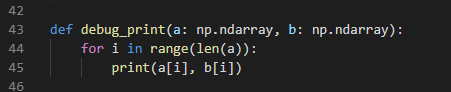 42
43 def debug_print(a: np.ndarray, b: np.ndarray):
44     for i in range(len(a)):
45         print(a[i], b[i])
46